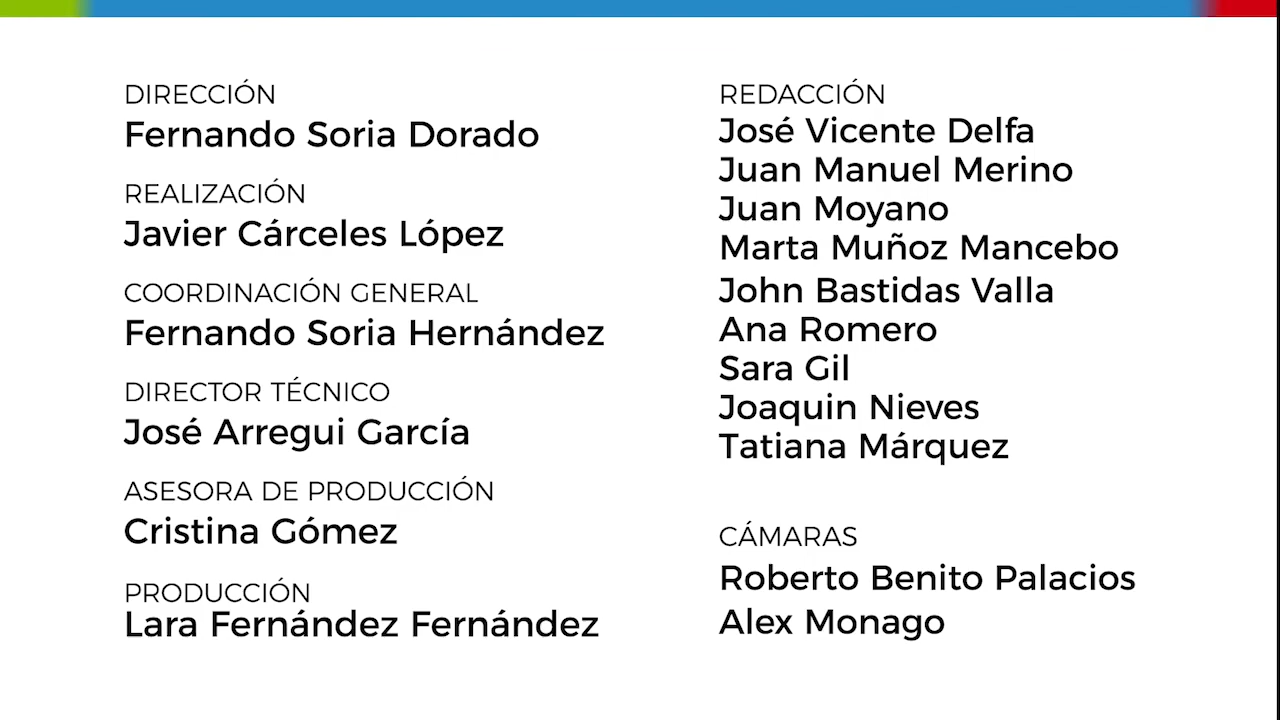 DIRECCIÓN
Fernando Soria Dorado
REALIZACIÓN
Javier Cárceles López
COORDINACIÓN GENERAL
Fernando Soria Hernández
DIRECTOR TÉCNICO
José Arregui García
ASESORA DE PRODUCCIÓN
Cristina Gómez
PRODUCCIÓN
Lara Fernández Fernández
REDACCIÓN
José Vicente Delfa
Juan Manuel Merino
Juan Moyano
Marta Muñoz Mancebo
John Bastidas Valla
Ana Romero
Sara Gil
Joaquin Nieves
Tatiana Márquez
CÁMARAS
Roberto Benito Palacios
Alex Monago